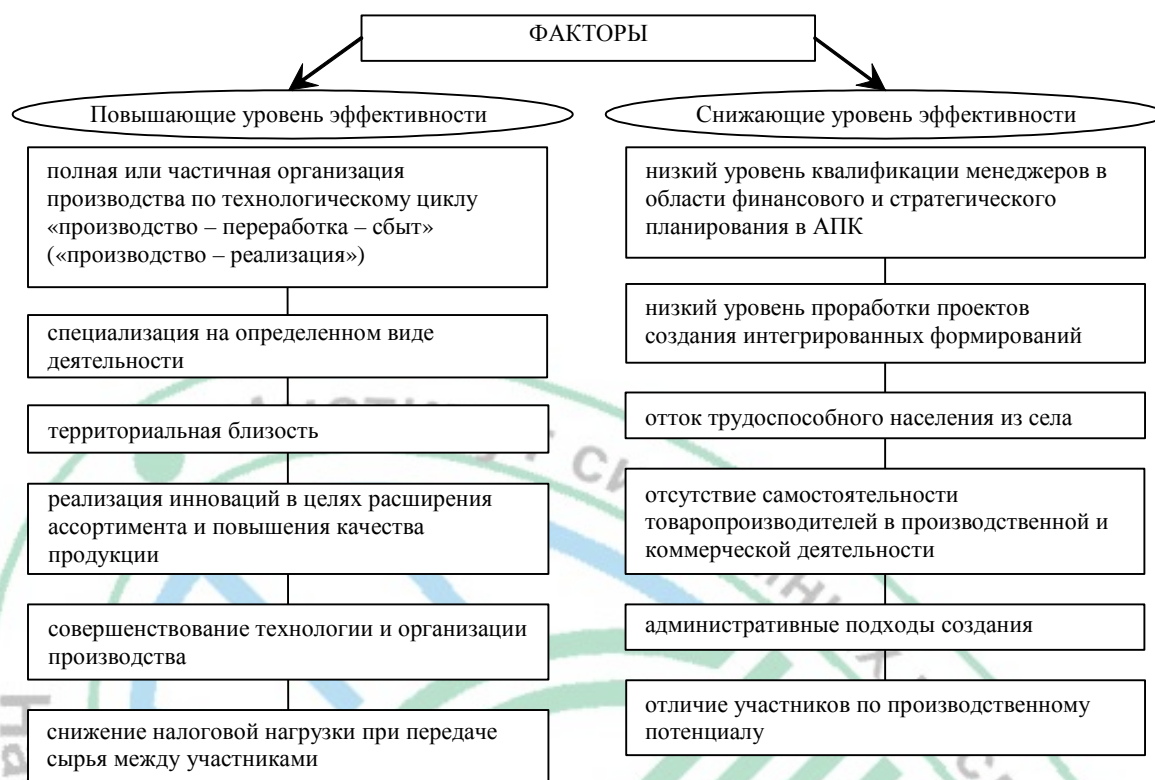 ФАКТОРЫ
Повышающие уровень эффективности
полная или частичная организация
производства по технологическому циклу
«производство – переработка – сбыт»
(«производство – реализация»)
специализация на определенном виде
деятельности
территориальная близость
реализация инноваций в целях расширения
ассортимента и повышения качества
продукции
совершенствование технологии и организации
производства
снижение налоговой нагрузки при передаче
сырья между участниками
Снижающие уровень эффективности
низкий уровень квалификации менеджеров в
области финансового и стратегического
планирования в АПК
низкий уровень проработки проектов
создания интегрированных формирований
отток трудоспособного населения из села
отсутствие самостоятельности
товаропроизводителей в производственной и
коммерческой деятельности
административные подходы создания
отличие участников по производственному
потенциалу